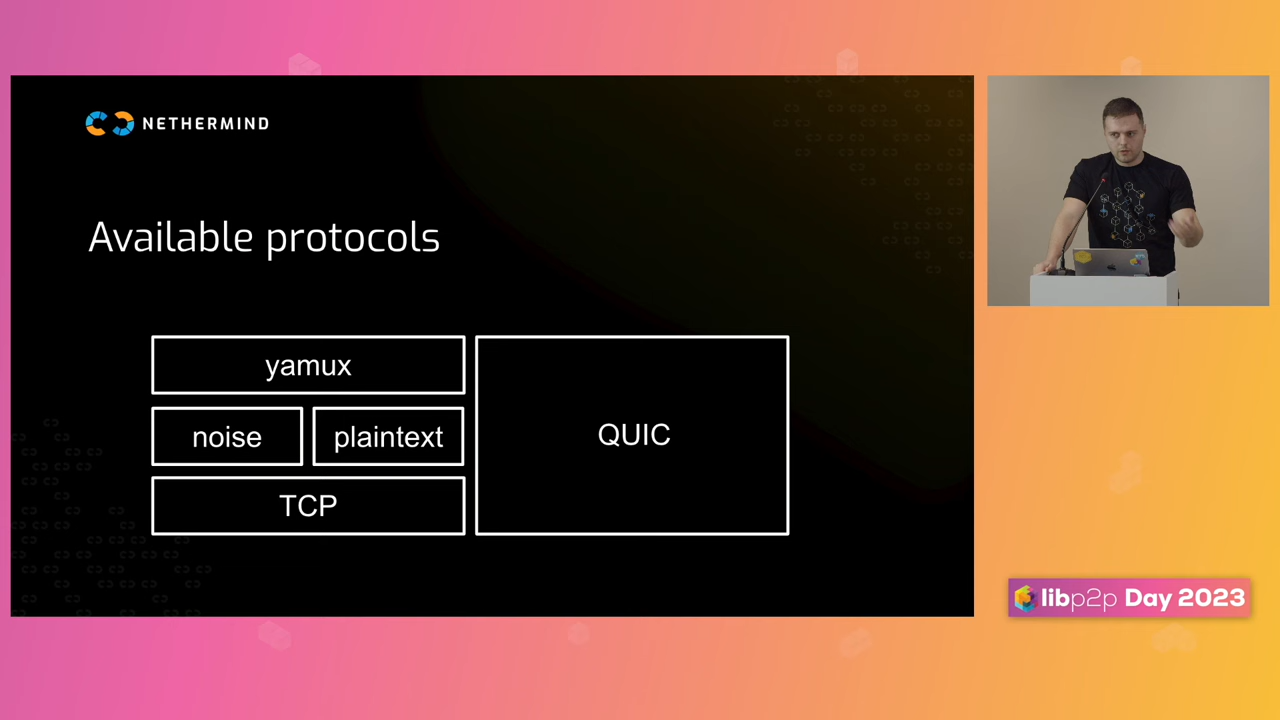 NETHERMIND
Available protocols
yamux
noise
plaintext
TCP
QUIC
libp2p Day 2023